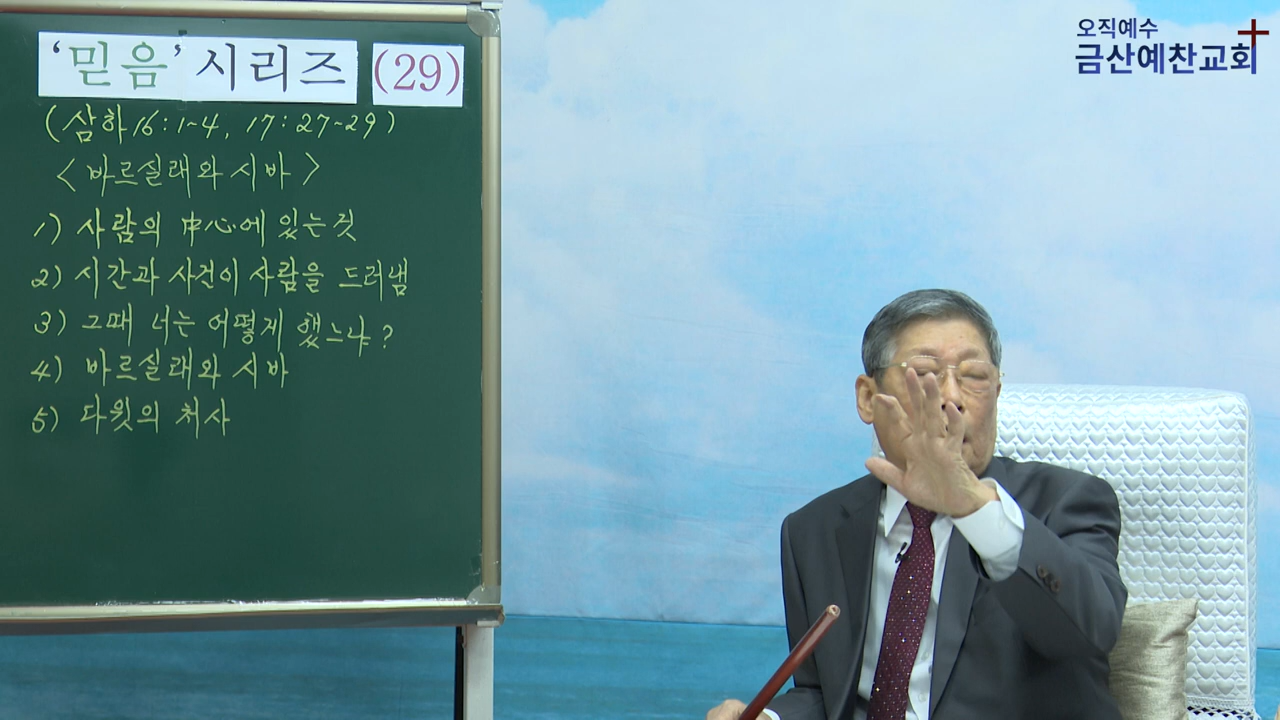 '믿음' 시리즈 (29)
(삼하 16:1~4, 17:27~29)
<바르실래와 시바>
1) 사람의 中心에 있는 것
2) 시간과 사건이 사람을 드러냄
3) 그때 너는 어떻게 했느냐?
4) 바르실래와 시바
5) 다윗의 처사
오직예수
금산예찬교회